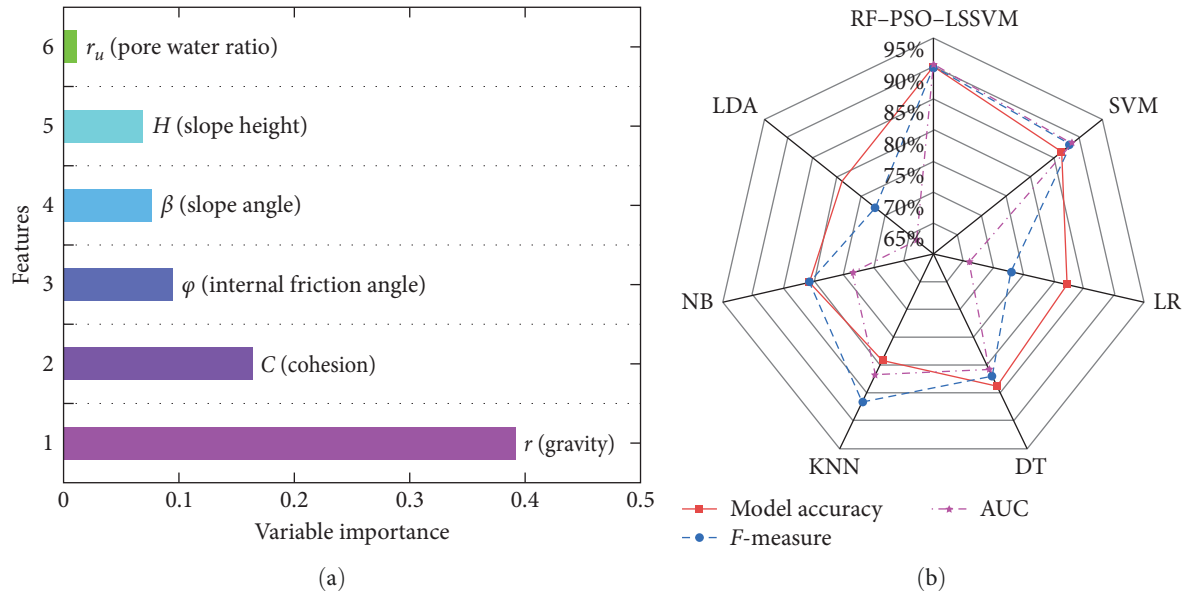 6
r_u (pore water ratio)
5
H (slope height)
4
β (slope angle)
3
φ (internal friction angle)
2
C (cohesion)
1
r (gravity)
Features
0
0.1
0.2
0.3
0.4
0.5
Variable importance
(a)
RF–PSO–LSSVM
95%
90%
85%
80%
75%
70%
65%
LDA
SVM
NB
LR
KNN
DT
Model accuracy
AUC
F-measure
(b)